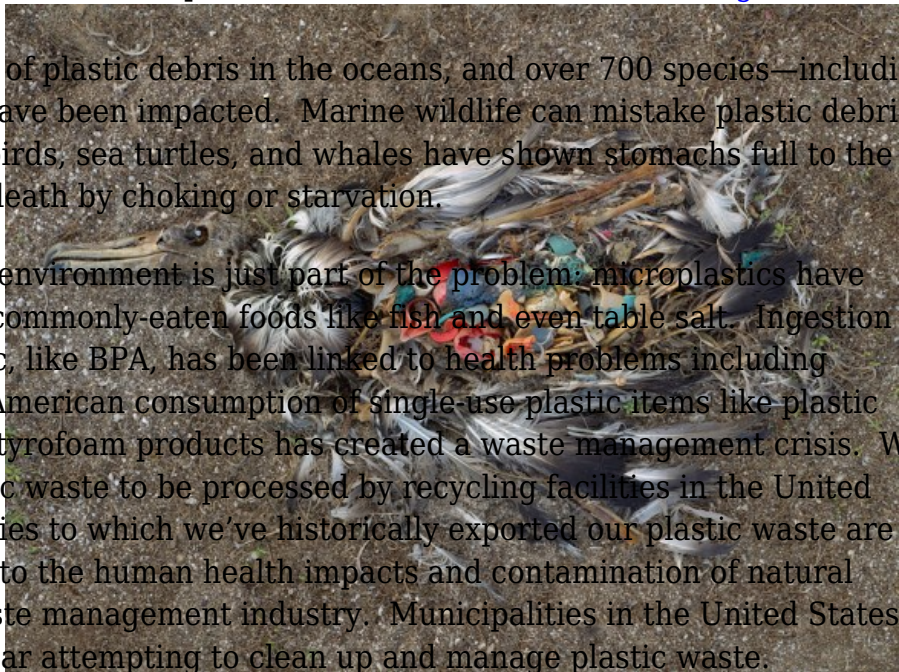 of plastic debris in the oceans, and over 700 species—includi
ave been impacted.  Marine wildlife can mistake plastic debri
irds, sea turtles, and whales have shown stomachs full to the
leath by choking or starvation.
environment is just part of the problem: microplastics have
commonly-eaten foods like fish and even table salt.  Ingestion
c, like BPA, has been linked to health problems including
American consumption of single-use plastic items like plastic
tyrofoam products has created a waste management crisis.  W
c waste to be processed by recycling facilities in the United
ies to which we’ve historically exported our plastic waste are
to the human health impacts and contamination of natural
ste management industry.  Municipalities in the United States
ar attempting to clean up and manage plastic waste.